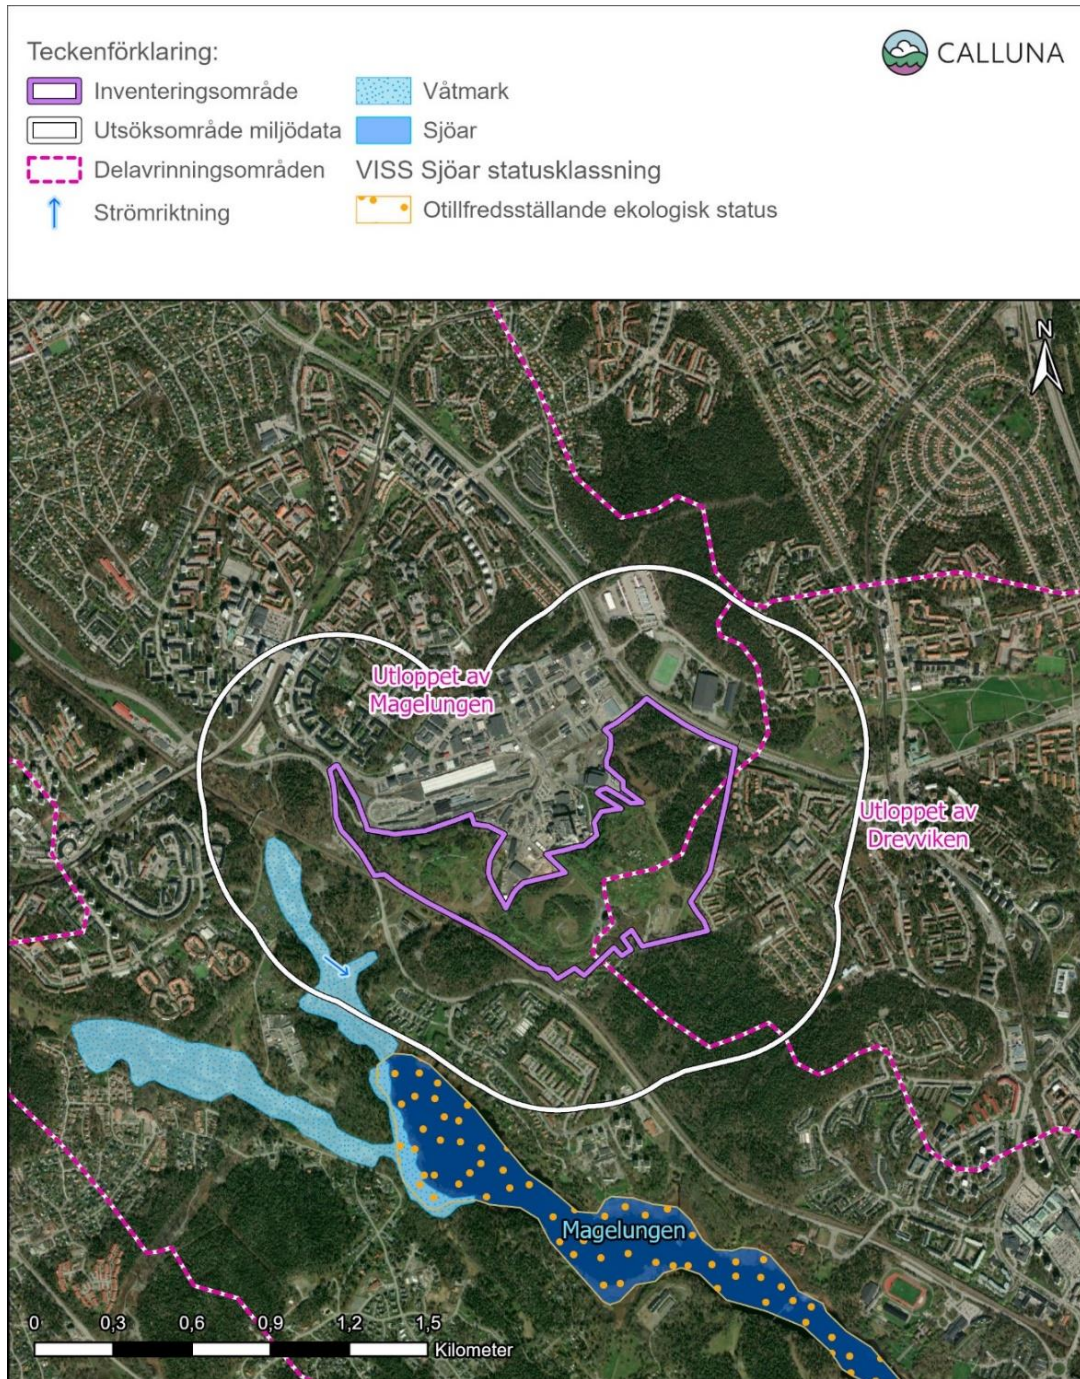 Teckenförklaring:
CALLUNA
Inventeringsområde
Utsöksområde miljödata
Delavrinningsområden
Strömriktning
Våtmark
Sjöar
VISS Sjöar statusklassning
Otillfredsställande ekologisk status
N
Utloppet av
Magelungen
Utloppet av
Drevviken
Magelungen
0 0,3 0,6 0,9 1,2 1,5
Kilometer